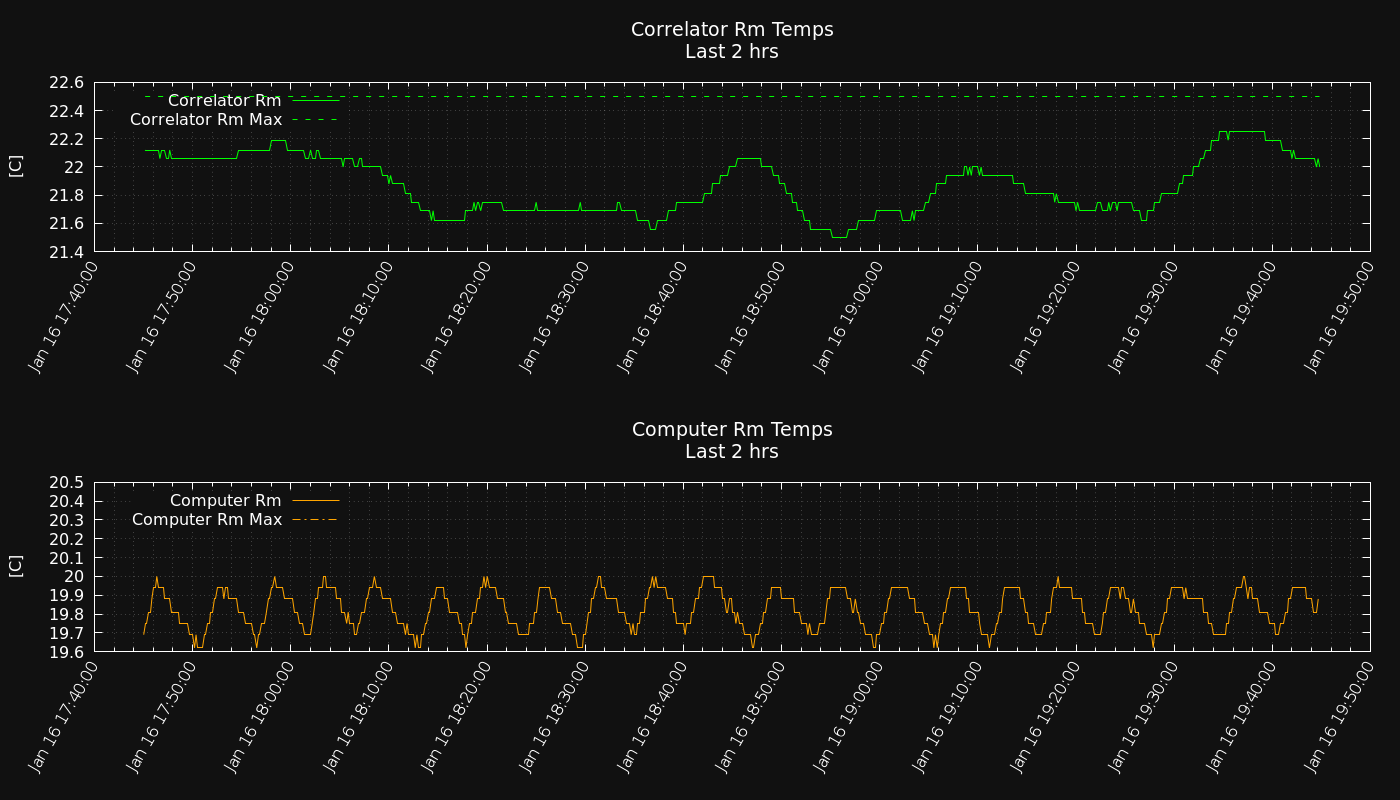 Correlator Rm Temps
Last 2 hrs
22.6
22.4
22.2
22
21.8
21.6
21.4
[C]
Correlator Rm
Correlator Rm Max
Jan 16 17:40:00
Jan 16 17:50:00
Jan 16 18:00:00
Jan 16 18:10:00
Jan 16 18:20:00
Jan 16 18:30:00
Jan 16 18:40:00
Jan 16 18:50:00
Jan 16 19:00:00
Jan 16 19:10:00
Jan 16 19:20:00
Jan 16 19:30:00
Jan 16 19:40:00
Jan 16 19:50:00
Computer Rm Temps
Last 2 hrs
20.5
20.4
20.3
20.2
20.1
20
19.9
19.8
19.7
19.6
[C]
Computer Rm
Computer Rm Max
Jan 16 17:40:00
Jan 16 17:50:00
Jan 16 18:00:00
Jan 16 18:10:00
Jan 16 18:20:00
Jan 16 18:30:00
Jan 16 18:40:00
Jan 16 18:50:00
Jan 16 19:00:00
Jan 16 19:10:00
Jan 16 19:20:00
Jan 16 19:30:00
Jan 16 19:40:00
Jan 16 19:50:00